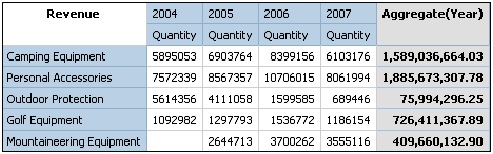 Revenue 2004 2005 2006 2007 Aggregate(Year)
Quantity Quantity Quantity Quantity
Camping Equipment 5895053 6903764 8399156 6103176 1,589,036,664.03
Personal Accessories 7572339 8567357 10706015 8061994 1,885,673,307.78
Outdoor Protection 5614356 4111058 1599585 689446 75,994,296.25
Golf Equipment 1092982 1297793 1536772 1186154 726,411,367.89
Mountaineering Equipment 2644713 3700262 3555116 409,660,132.90